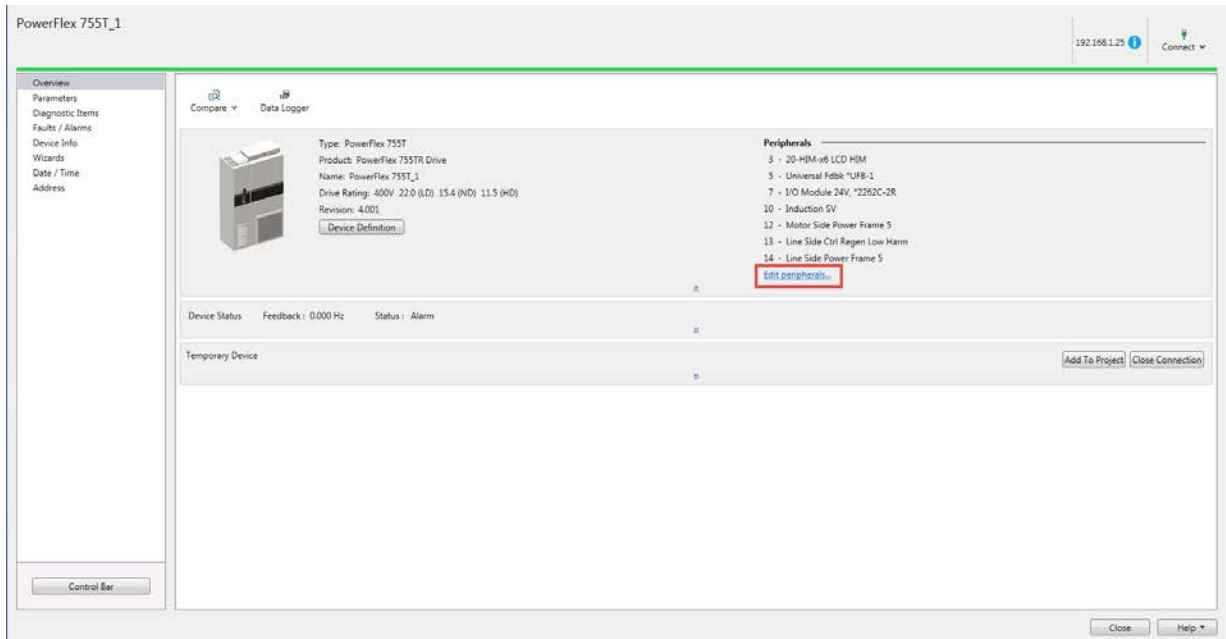 PowerFlex 755T_1
192.168.1.25
Connect
Overview
Parameters
Diagnostic Items
Faults / Alarms
Device Info
Wizards
Date / Time
Address
Compare
Data Logger
Type: PowerFlex 755T
Product: PowerFlex 755TR Drive
Name: PowerFlex 755T_1
Drive Rating: 400V 22.0 (LD) 15.4 (ND) 11.5 (HD)
Revision: 4.001
Device Definition
Peripherals
3 - 20-HIM-x6 LCD HIM
5 - Universal Fdbk *UFB-1
7 - I/O Module 24V, *2262C-2R
10 - Induction SV
12 - Motor Side Power Frame 5
13 - Line Side Ctrl Regen Low Harm
14 - Line Side Power Frame 5
Edit peripherals...
Device Status Feedback : 0.000 Hz Status : Alarm
Temporary Device
Add To Project Close Connection
Control Bar
Close Help